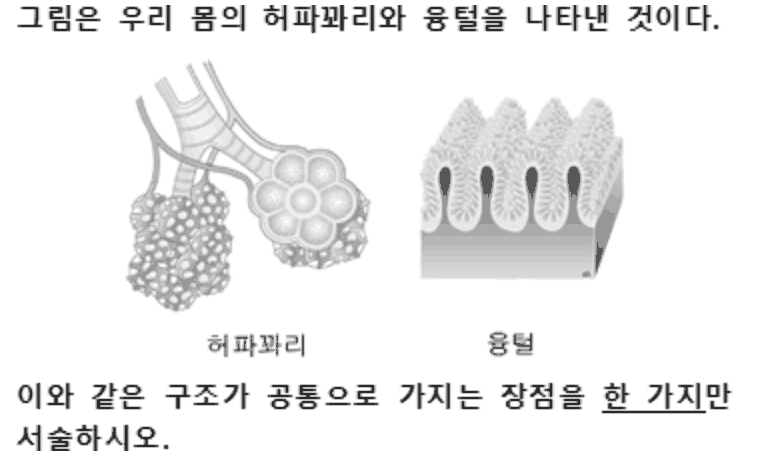 그림은 우리 몸의 허파꽈리와 융털을 나타낸 것이다.
허파꽈리
융털
이와 같은 구조가 공통으로 가지는 장점을 한 가지만
서술하시오.